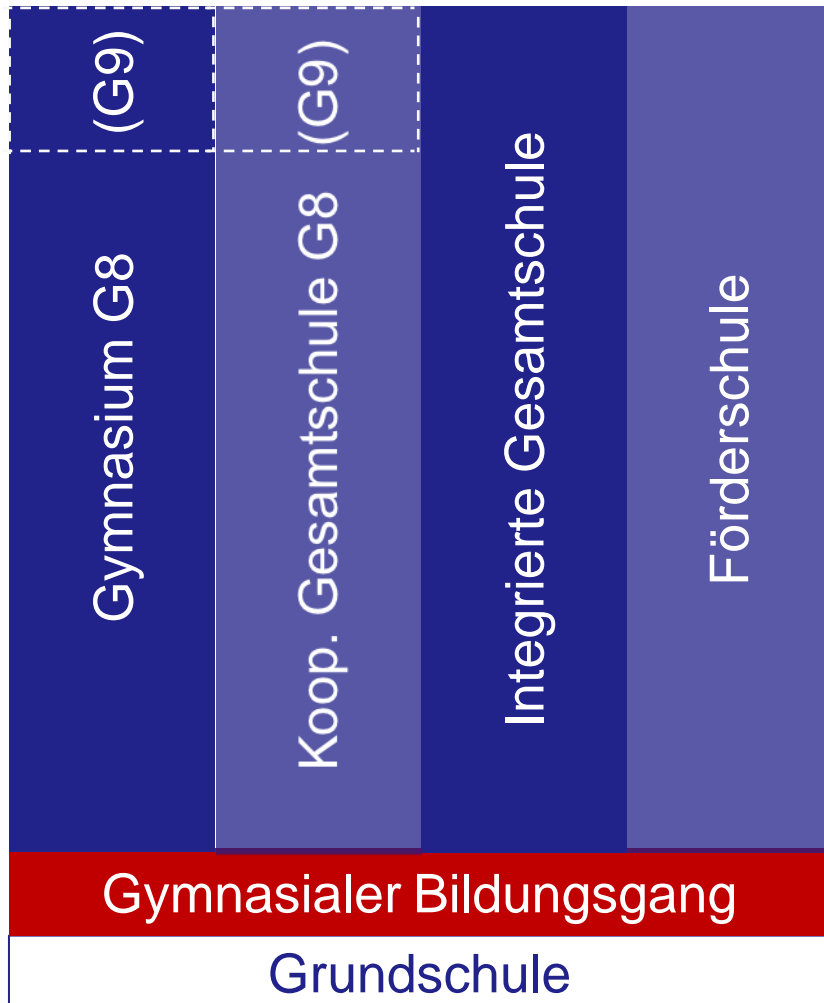 (G9)
Gymnasium G8
(G9)
Koop. Gesamtschule G8
Integrierte Gesamtschule
Förderschule
Gymnasialer Bildungsgang
Grundschule